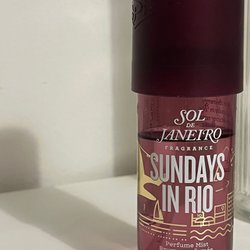 SOL
DE
JANEIRO
FRAGRANCE
SUNDAYS
IN RIO
Perfume Mist